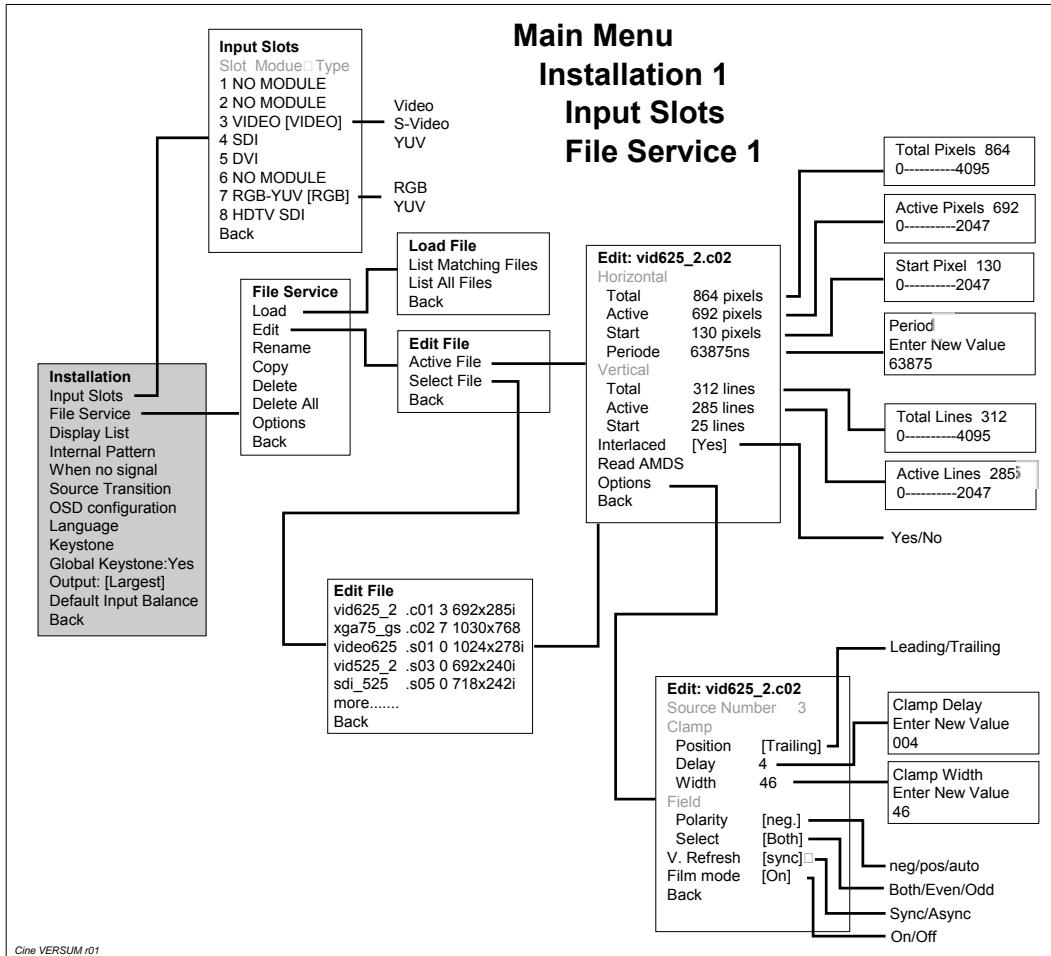 Main Menu
Installation 1
Input Slots
File Service 1
Input Slots
Slot Modue Type
1 NO MODULE
2 NO MODULE
3 VIDEO [VIDEO]
4 SDI
5 DVI
6 NO MODULE
7 RGB-YUV [RGB]
8 HDTV SDI
Back
Video
S-Video
YUV
RGB
YUV
Installation
Input Slots
File Service
Display List
Internal Pattern
When no signal
Source Transition
OSD configuration
Language
Keystone
Global Keystone:Yes
Output: [Largest]
Default Input Balance
Back
File Service
Load
Edit
Rename
Copy
Delete
Delete All
Options
Back
Load File
List Matching Files
List All Files
Back
Edit File
Active File
Select File
Back
Edit File
vid625_2 .c01 3 692x285i
xga75_gs .c02 7 1030x768
video625 .s01 0 1024x278i
vid525_2 .s03 0 692x240i
sdi_525 .s05 0 718x242i
more.......
Back
Edit: vid625_2.c02
Horizontal
Total 864 pixels
Active 692 pixels
Start 130 pixels
Periode 63875ns
Vertical
Total 312 lines
Active 285 lines
Start 25 lines
Interlaced [Yes]
Read AMDS
Options
Back
Total Pixels 864
0----------4095
Active Pixels 692
0----------2047
Start Pixel 130
0----------2047
Period
Enter New Value
63875
Total Lines 312
0----------4095
Active Lines 285
0----------2047
Yes/No
Edit: vid625_2.c02
Source Number 3
Clamp
Position [Trailing]
Delay 4
Width 46
Field
Polarity [neg.]
Select [Both]
V. Refresh [sync]
Film mode [On]
Back
Leading/Trailing
Clamp Delay
Enter New Value
004
Clamp Width
Enter New Value
46
neg/pos/auto
Both/Even/Odd
Sync/Async
On/Off
Cine VERSUM r01